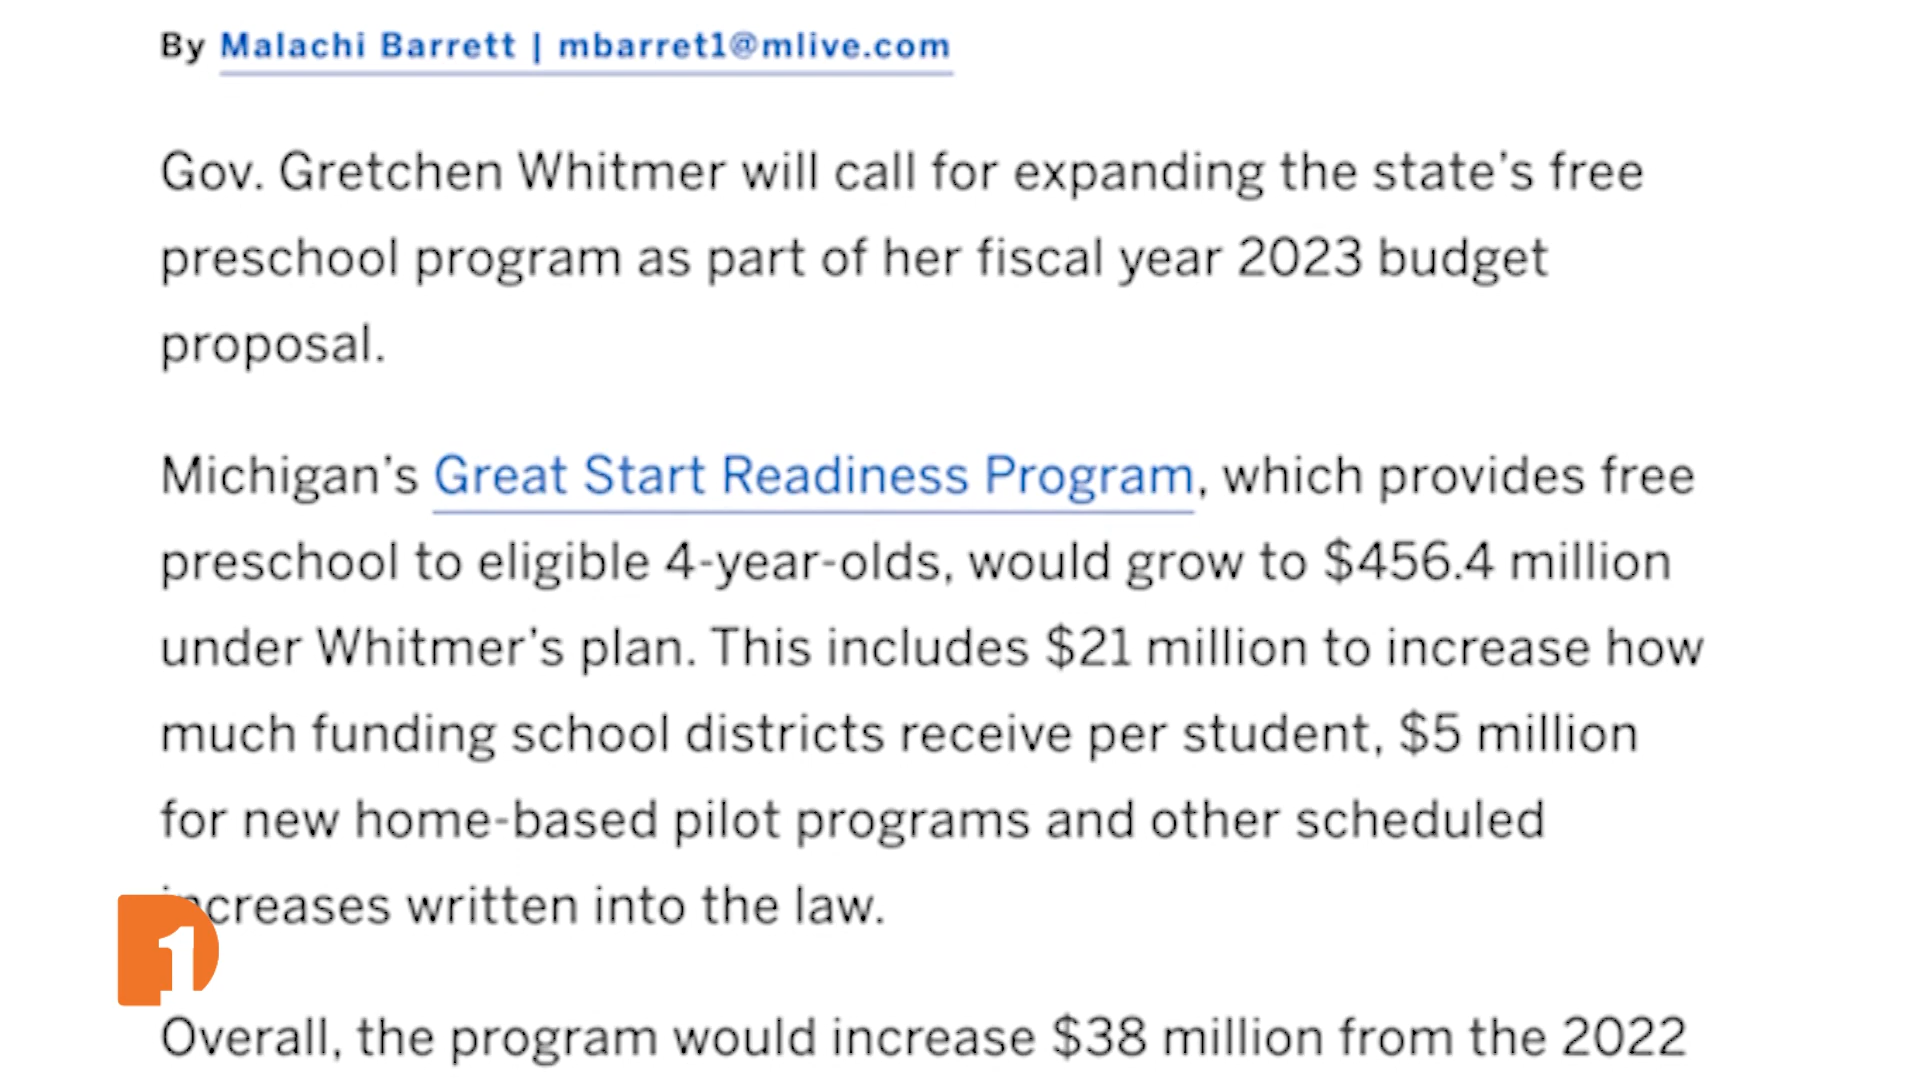 By Malachi Barrett | mbarret1@mlive.com
Gov. Gretchen Whitmer will call for expanding the state’s free
preschool program as part of her fiscal year 2023 budget
proposal.
Michigan’s Great Start Readiness Program, which provides free
preschool to eligible 4-year-olds, would grow to $456.4 million
under Whitmer’s plan. This includes $21 million to increase how
much funding school districts receive per student, $5 million
for new home-based pilot programs and other scheduled
increases written into the law.
1
Overall, the program would increase $38 million from the 2022